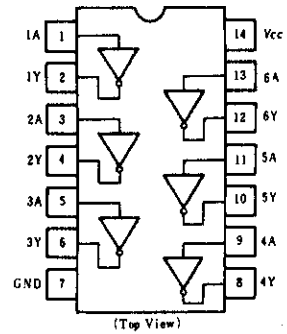 1A 1 14 Vcc
1Y 2 13 6A
2A 3 12 6Y
2Y 4 11 5A
3A 5 10 5Y
3Y 6 9 4A
GND 7 8 4Y
(Top View)